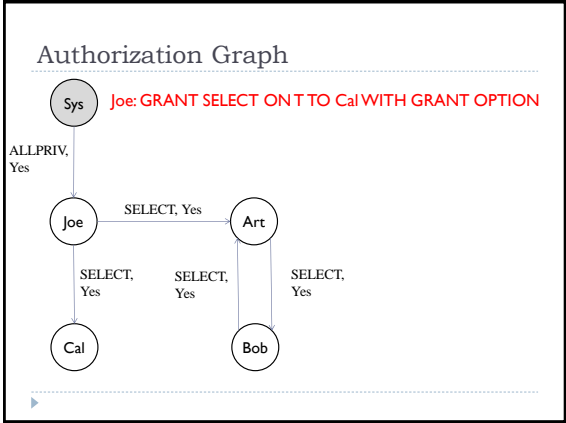 Authorization Graph
Sys
Joe: GRANT SELECT ON T TO Cal WITH GRANT OPTION
ALLPRIV,
Yes
SELECT, Yes
Joe
Art
SELECT,
Yes
SELECT,
Yes
SELECT,
Yes
Cal
Bob